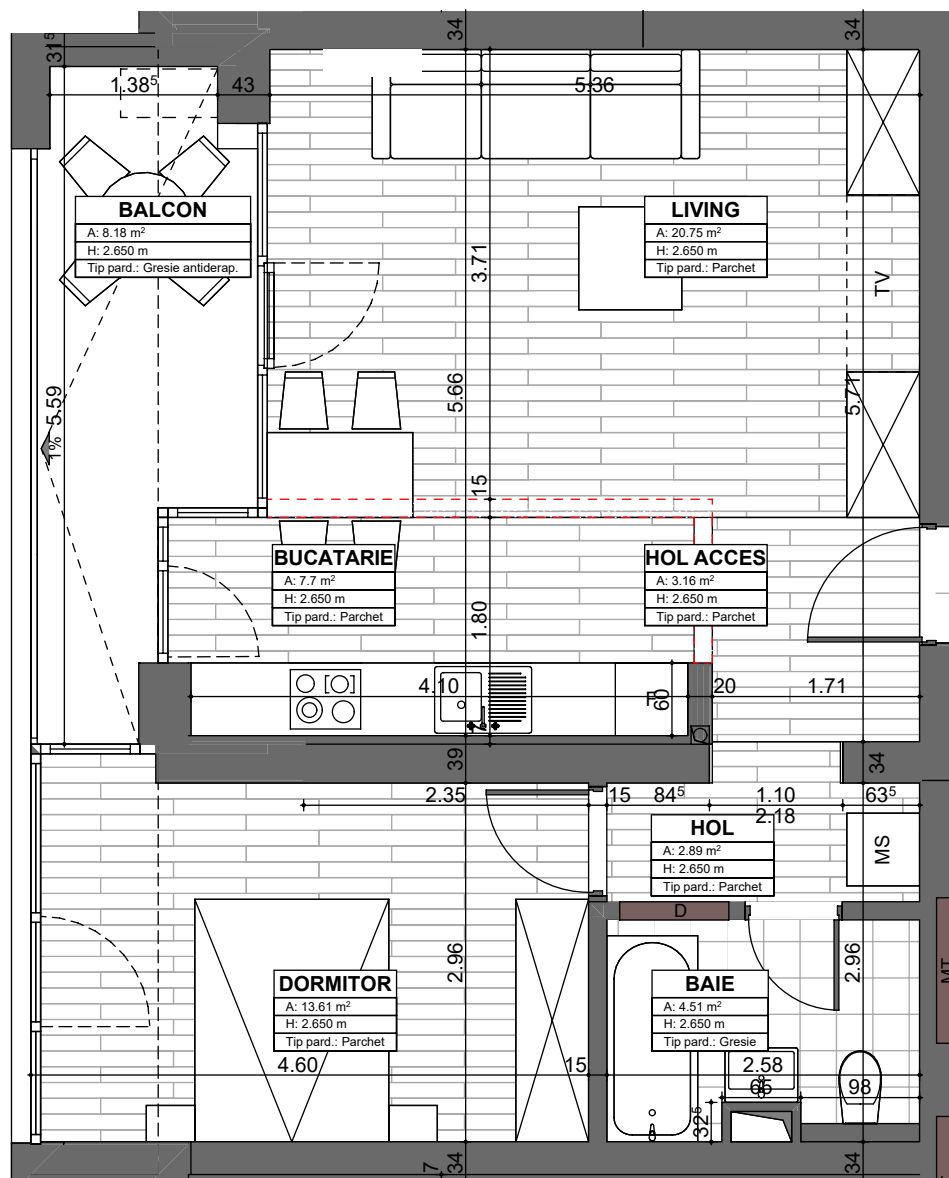 34
34
31⁵
1.38⁵
43
5.36
BALCON
A: 8.18 m²
H: 2.650 m
Tip pard.: Gresie antiderap.
LIVING
A: 20.75 m²
H: 2.650 m
Tip pard.: Parchet
3.71
TV
5.66
5.71
1% 5.59
15
BUCATARIE
A: 7.7 m²
H: 2.650 m
Tip pard.: Parchet
HOL ACCES
A: 3.16 m²
H: 2.650 m
Tip pard.: Parchet
1.80
4.10
60
20
1.71
39
34
2.35
15
84⁵
1.10
63⁵
2.18
HOL
A: 2.89 m²
H: 2.650 m
Tip pard.: Parchet
MS
D
2.96
2.96
MT
DORMITOR
A: 13.61 m²
H: 2.650 m
Tip pard.: Parchet
BAIE
A: 4.51 m²
H: 2.650 m
Tip pard.: Gresie
4.60
15
2.58
65
98
32⁵
7
34
34